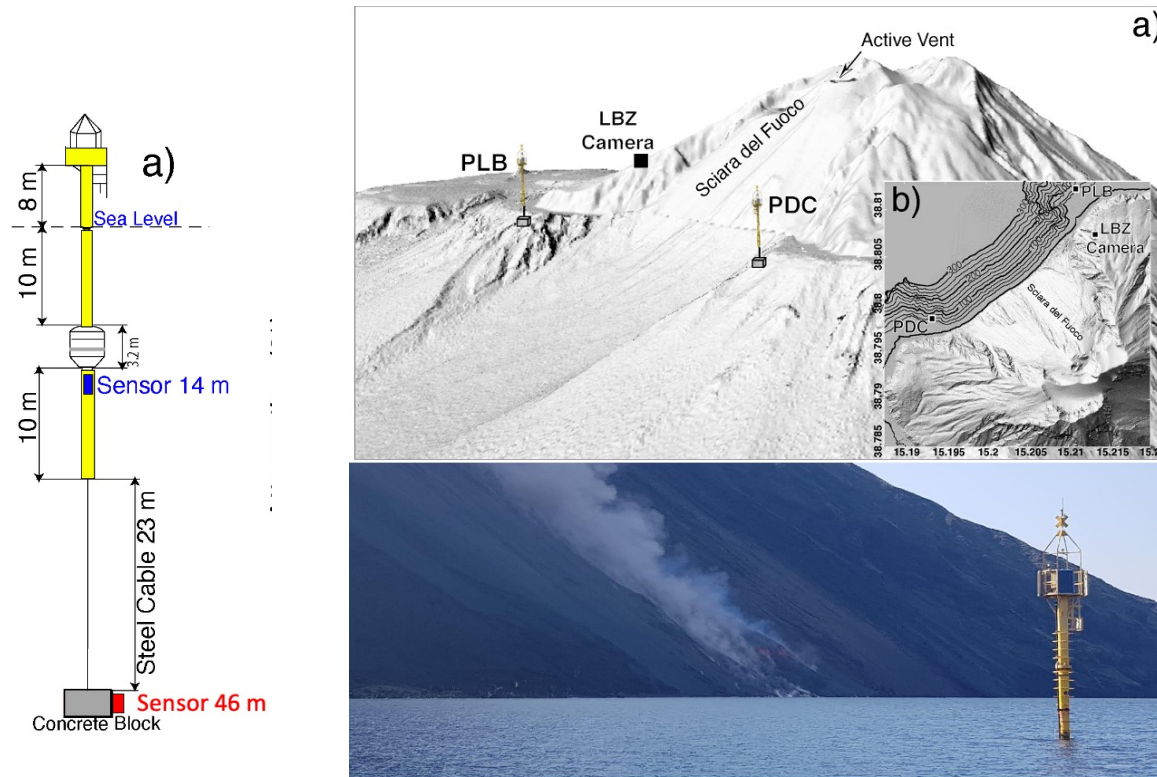 a)
8 m
Sea Level
10 m
3.2 m
Sensor 14 m
10 m
Steel Cable 23 m
Sensor 46 m
Concrete Block
a)
Active Vent
LBZ
Camera
PLB
Sciara del Fuoco
PDC
b)
PLB
LBZ
Camera
300
Sciara del Fuoco
PDC
38.81
38.805
38.8
38.795
38.79
38.785
15.19 15.195 15.2 15.205 15.21 15.215